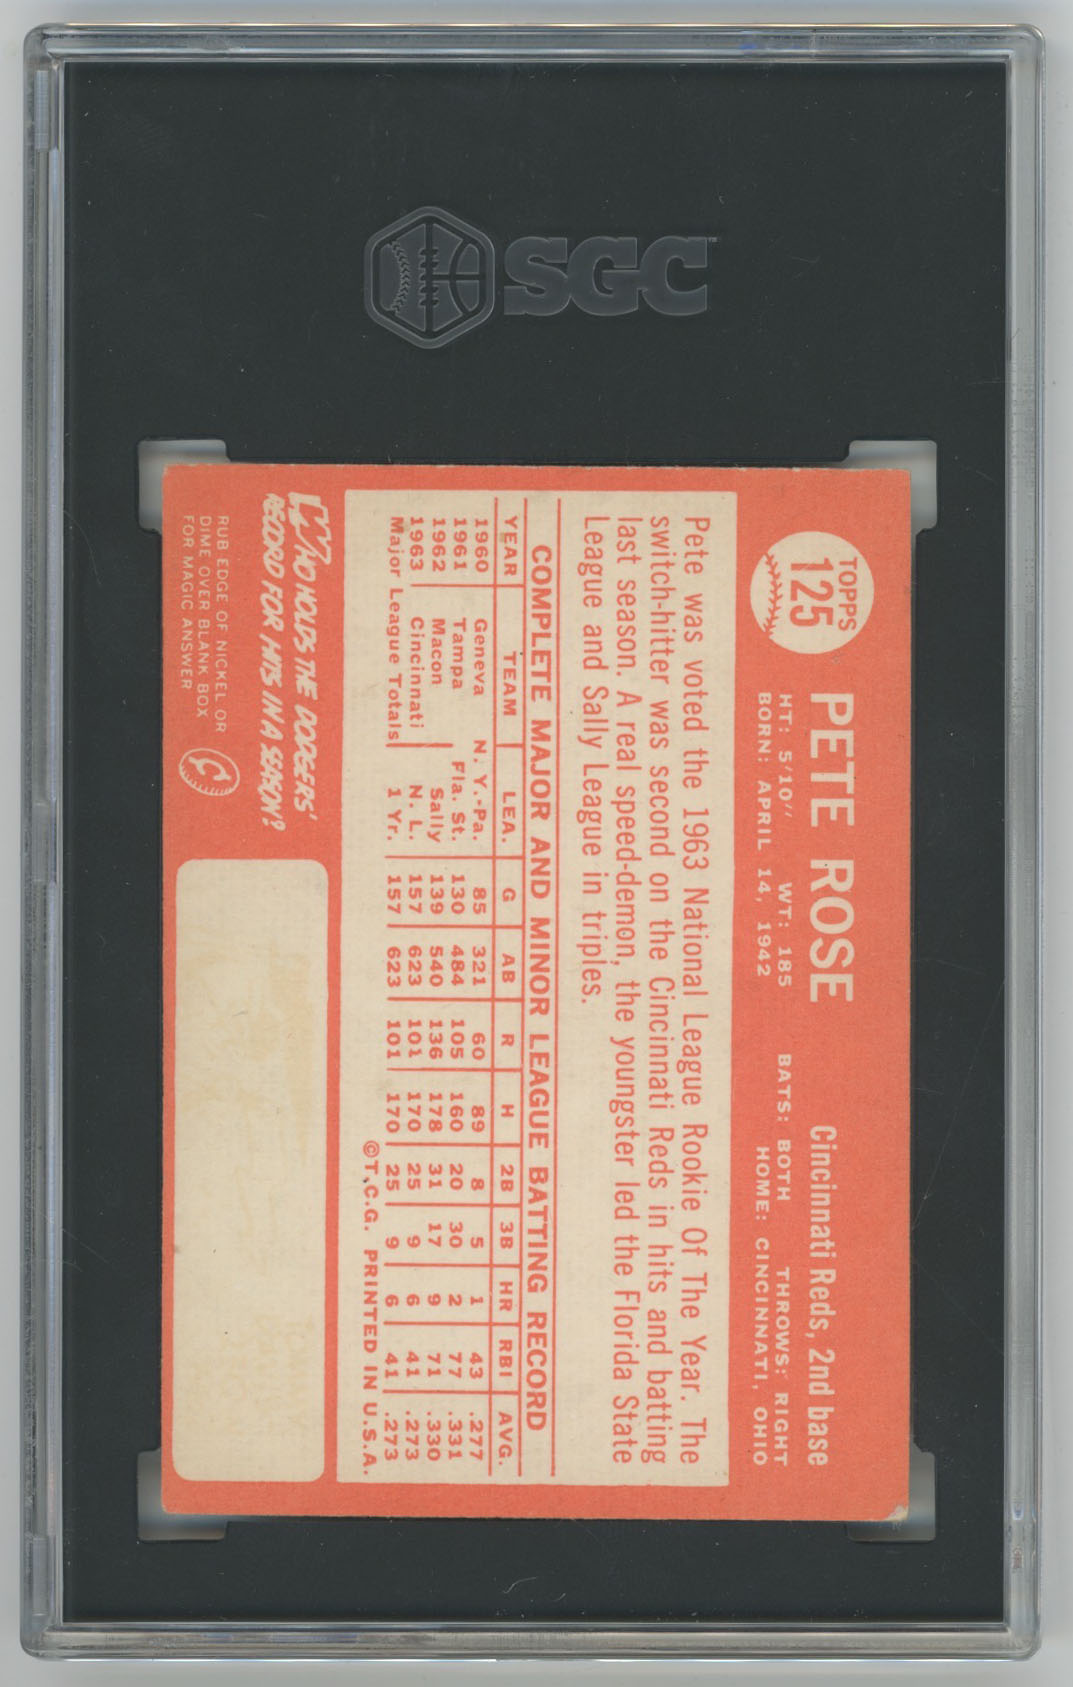 SGC
TOPPS
125
PETE ROSE
Cincinnati Reds, 2nd base
HT: 5'10" WT: 185 BATS: BOTH THROWS: RIGHT
BORN: APRIL 14, 1942 HOME: CINCINNATI, OHIO
Pete was voted the 1963 National League Rookie Of The Year. The
switch-hitter was second on the Cincinnati Reds in hits and batting
last season. A real speed-demon, the youngster led the Florida State
League and Sally League in triples.
COMPLETE MAJOR AND MINOR LEAGUE BATTING RECORD
YEAR TEAM LEA. G AB R H 2B 3B HR RBI AVG.
1960 Geneva N.Y.-Pa. 85 321 60 89 8 5 1 43 .277
1961 Tampa Fla. St. 130 484 105 160 20 30 2 77 .331
1962 Macon Sally 139 540 136 178 31 17 9 71 .330
1963 Cincinnati N. L. 157 623 101 170 25 9 6 41 .273
Major League Totals 1 Yr. 157 623 101 170 25 9 6 41 .273
©T.C.G. PRINTED IN U.S.A.
WHO HOLDS THE DODGERS'
RECORD FOR HITS IN A SEASON?
RUB EDGE OF NICKEL OR
DIME OVER BLANK BOX
FOR MAGIC ANSWER